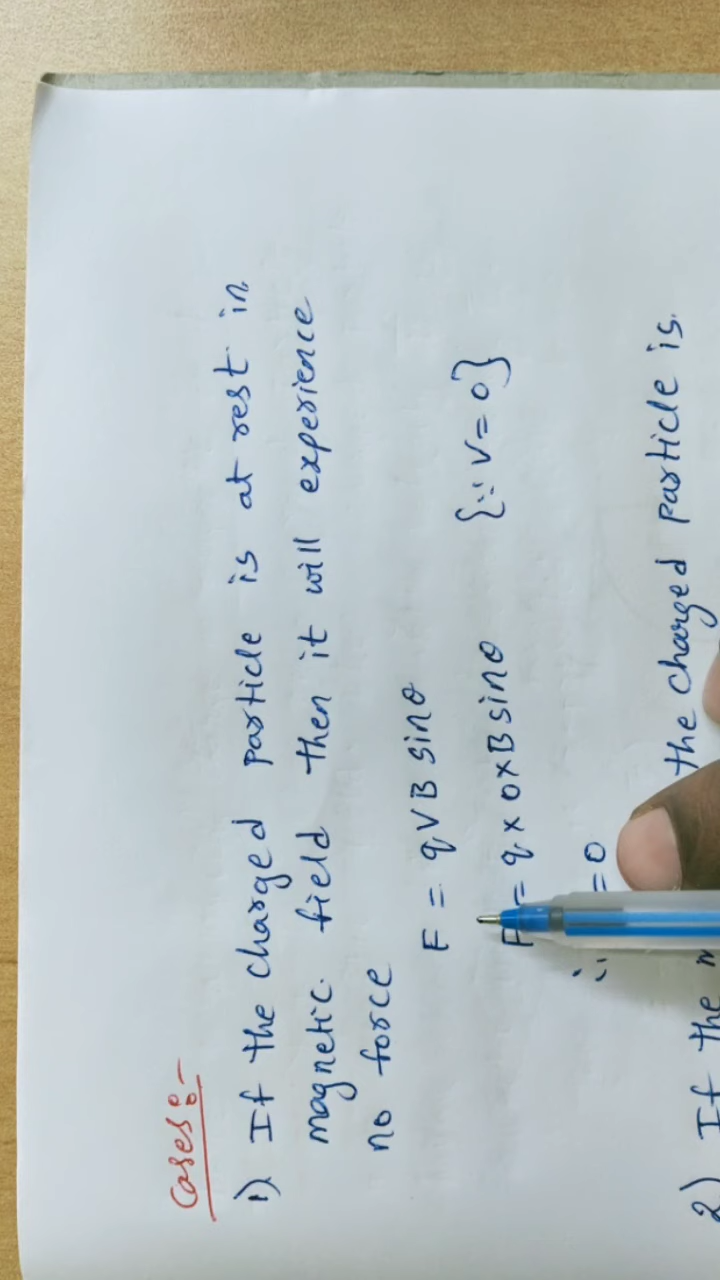 Cases:-
1) If the charged particle is at rest in
magnetic field then it will experience
no force
F = qVB sinθ
F = q × 0 × B sinθ {∵ V = 0}
∴ = 0
2) If the the charged particle is